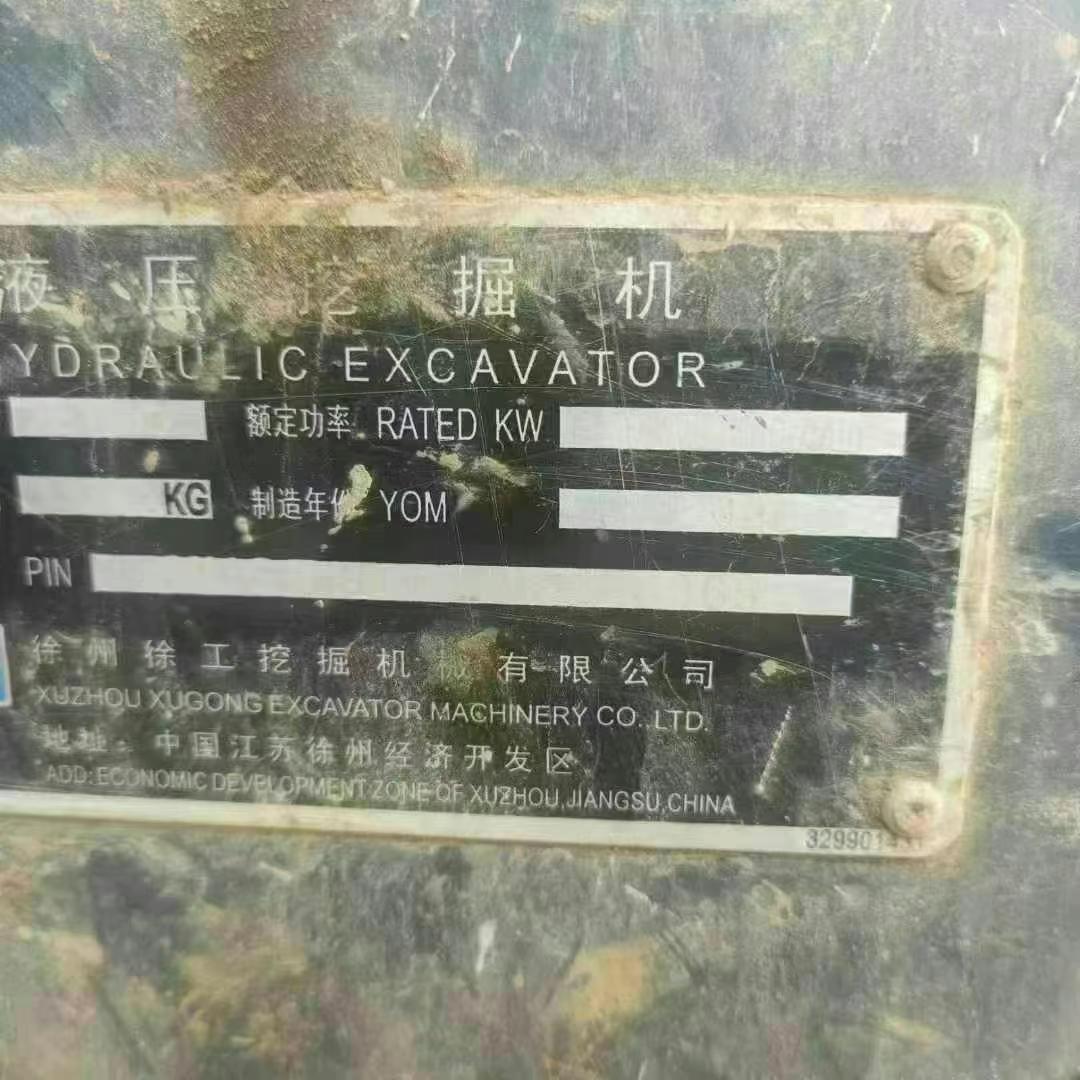 液压挖掘机
YDRAULIC EXCAVATOR
额定功率 RATED KW
KG 制造年份 YOM
PIN
徐州徐工挖掘机械有限公司
XUZHOU XUGONG EXCAVATOR MACHINERY CO., LTD.
地址：中国江苏徐州经济开发区
ADD:ECONOMIC DEVELOPMENT ZONE OF XUZHOU,JIANGSU,CHINA